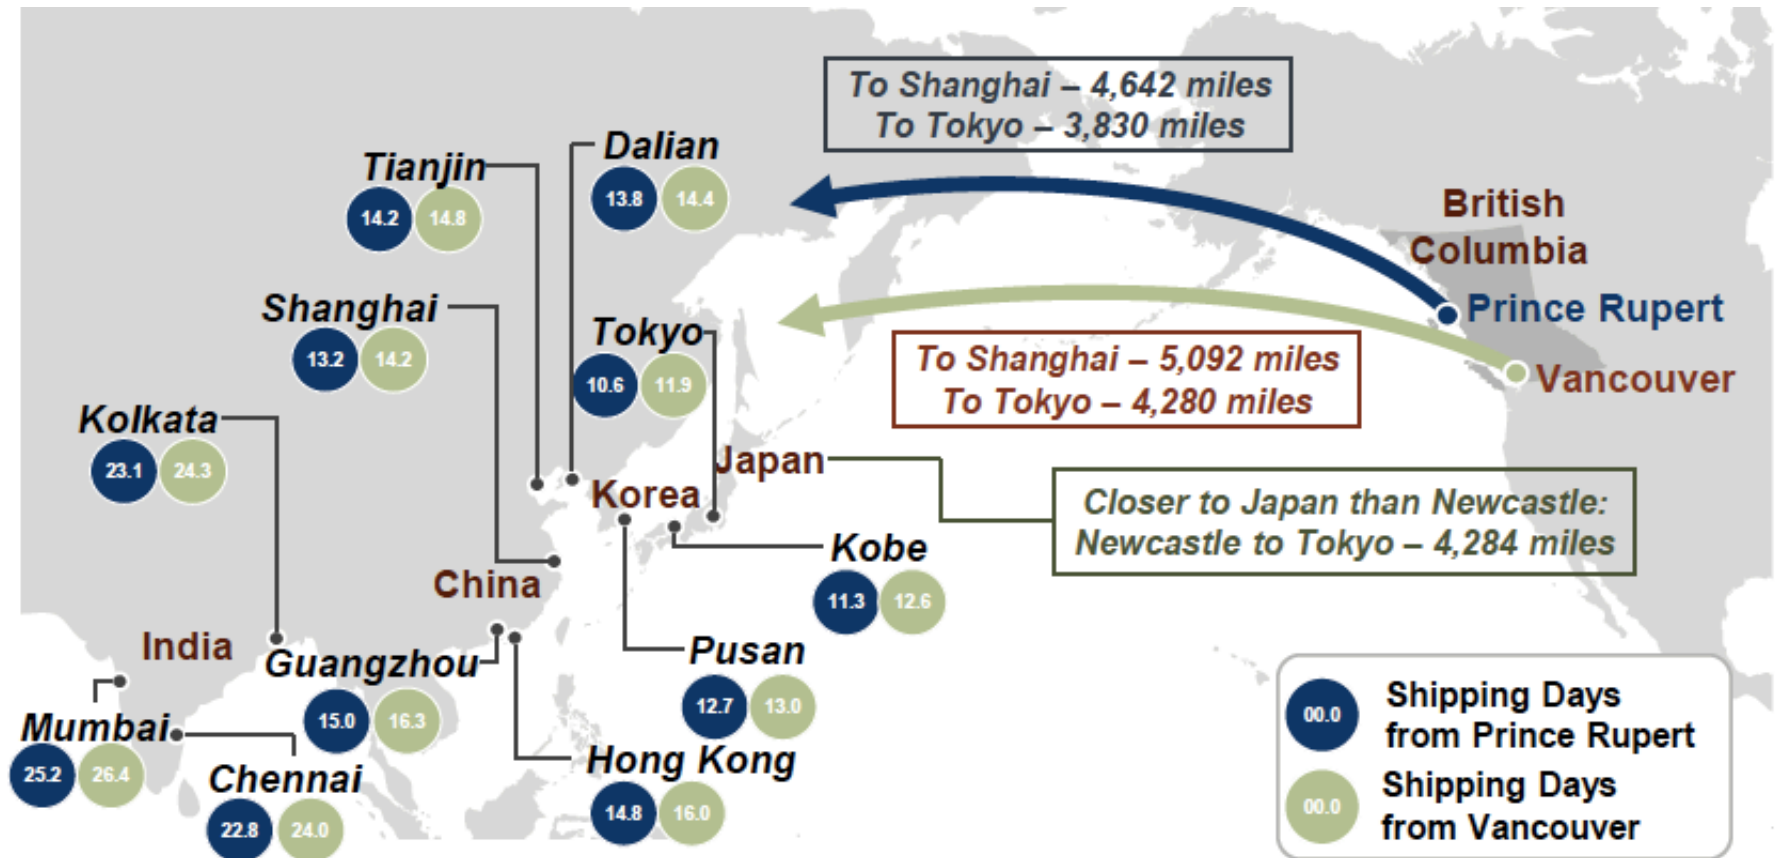 To Shanghai – 4,642 miles
To Tokyo – 3,830 miles
Dalian
13.8 14.4
Tianjin
14.2 14.8
British
Columbia
Prince Rupert
Shanghai
13.2 14.2
Tokyo
10.6 11.9
To Shanghai – 5,092 miles
To Tokyo – 4,280 miles
Vancouver
Kolkata
23.1 24.3
Japan
Korea
Closer to Japan than Newcastle:
Newcastle to Tokyo – 4,284 miles
Kobe
11.3 12.6
China
India
Guangzhou
15.0 16.3
Pusan
12.7 13.0
Mumbai
25.2 26.4
Chennai
22.8 24.0
Hong Kong
14.8 16.0
00.0 Shipping Days
from Prince Rupert
00.0 Shipping Days
from Vancouver